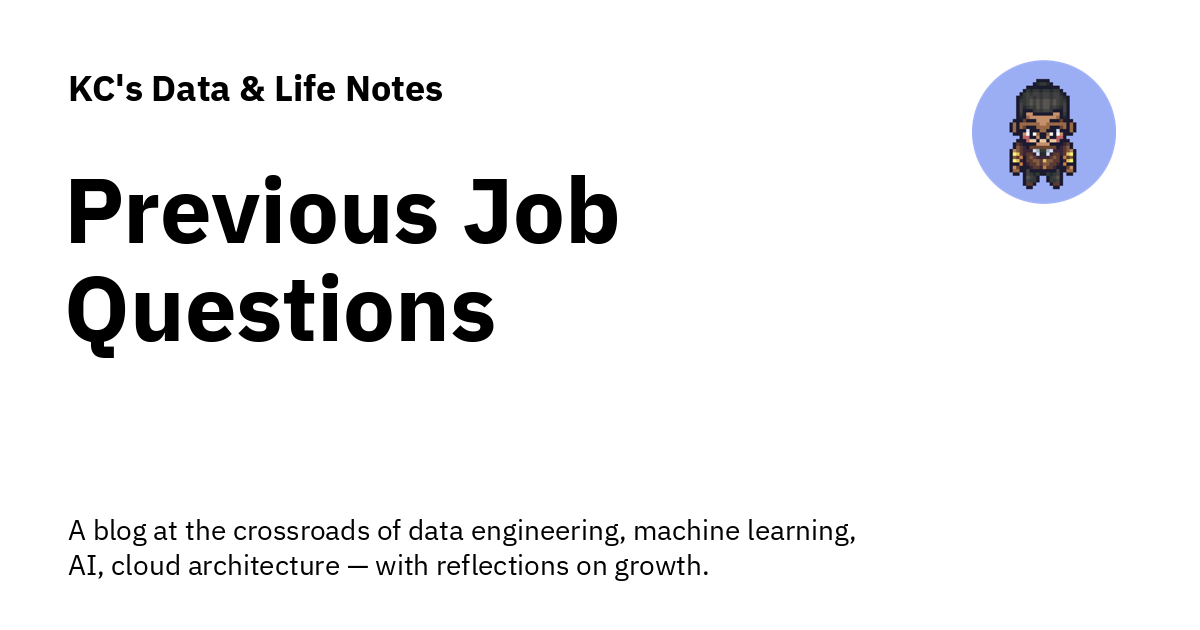 KC's Data & Life Notes
Previous Job
Questions
A blog at the crossroads of data engineering, machine learning,
AI, cloud architecture — with reflections on growth.